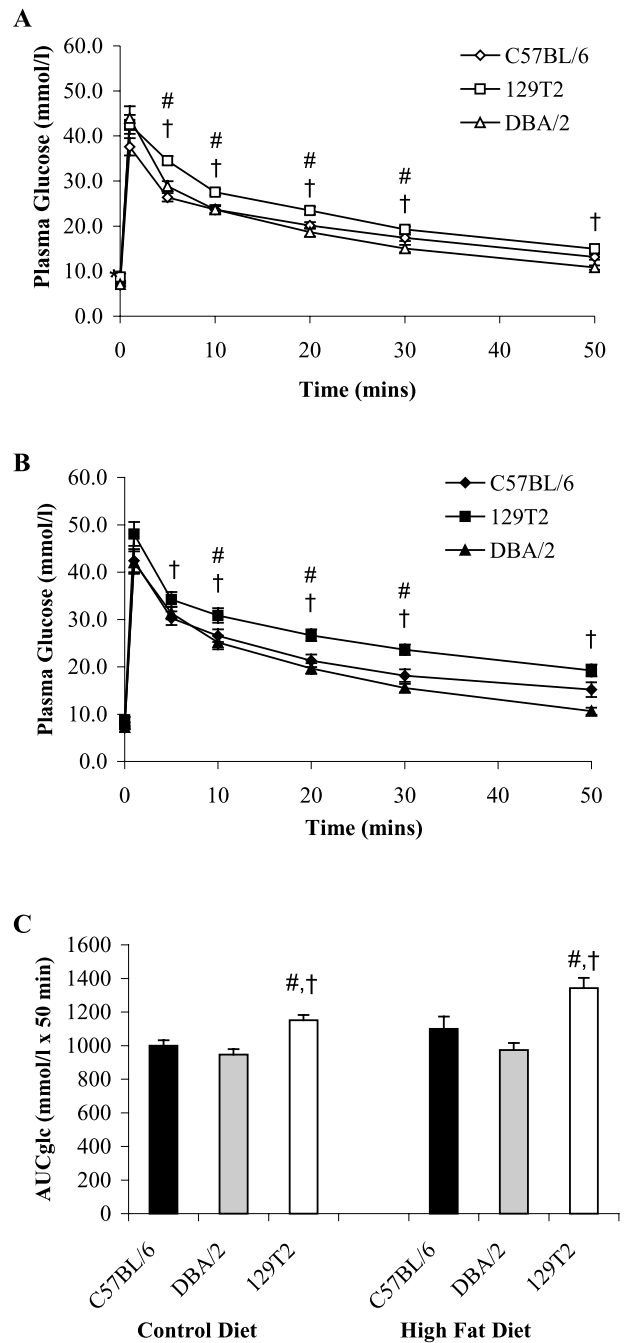 A
60.0
50.0
40.0
30.0
20.0
10.0
0.0
Plasma Glucose (mmol/l)
C57BL/6
129T2
DBA/2
# # # #
† † † † †
*
0 10 20 30 40 50
Time (mins)
B
60.0
50.0
40.0
30.0
20.0
10.0
0.0
Plasma Glucose (mmol/l)
C57BL/6
129T2
DBA/2
# # #
† † † † †
0 10 20 30 40 50
Time (mins)
C
1600
1400
1200
1000
800
600
400
200
0
AUCglc (mmol/l x 50 min)
#,† #,†
C57BL/6 DBA/2 129T2 C57BL/6 DBA/2 129T2
Control Diet High Fat Diet